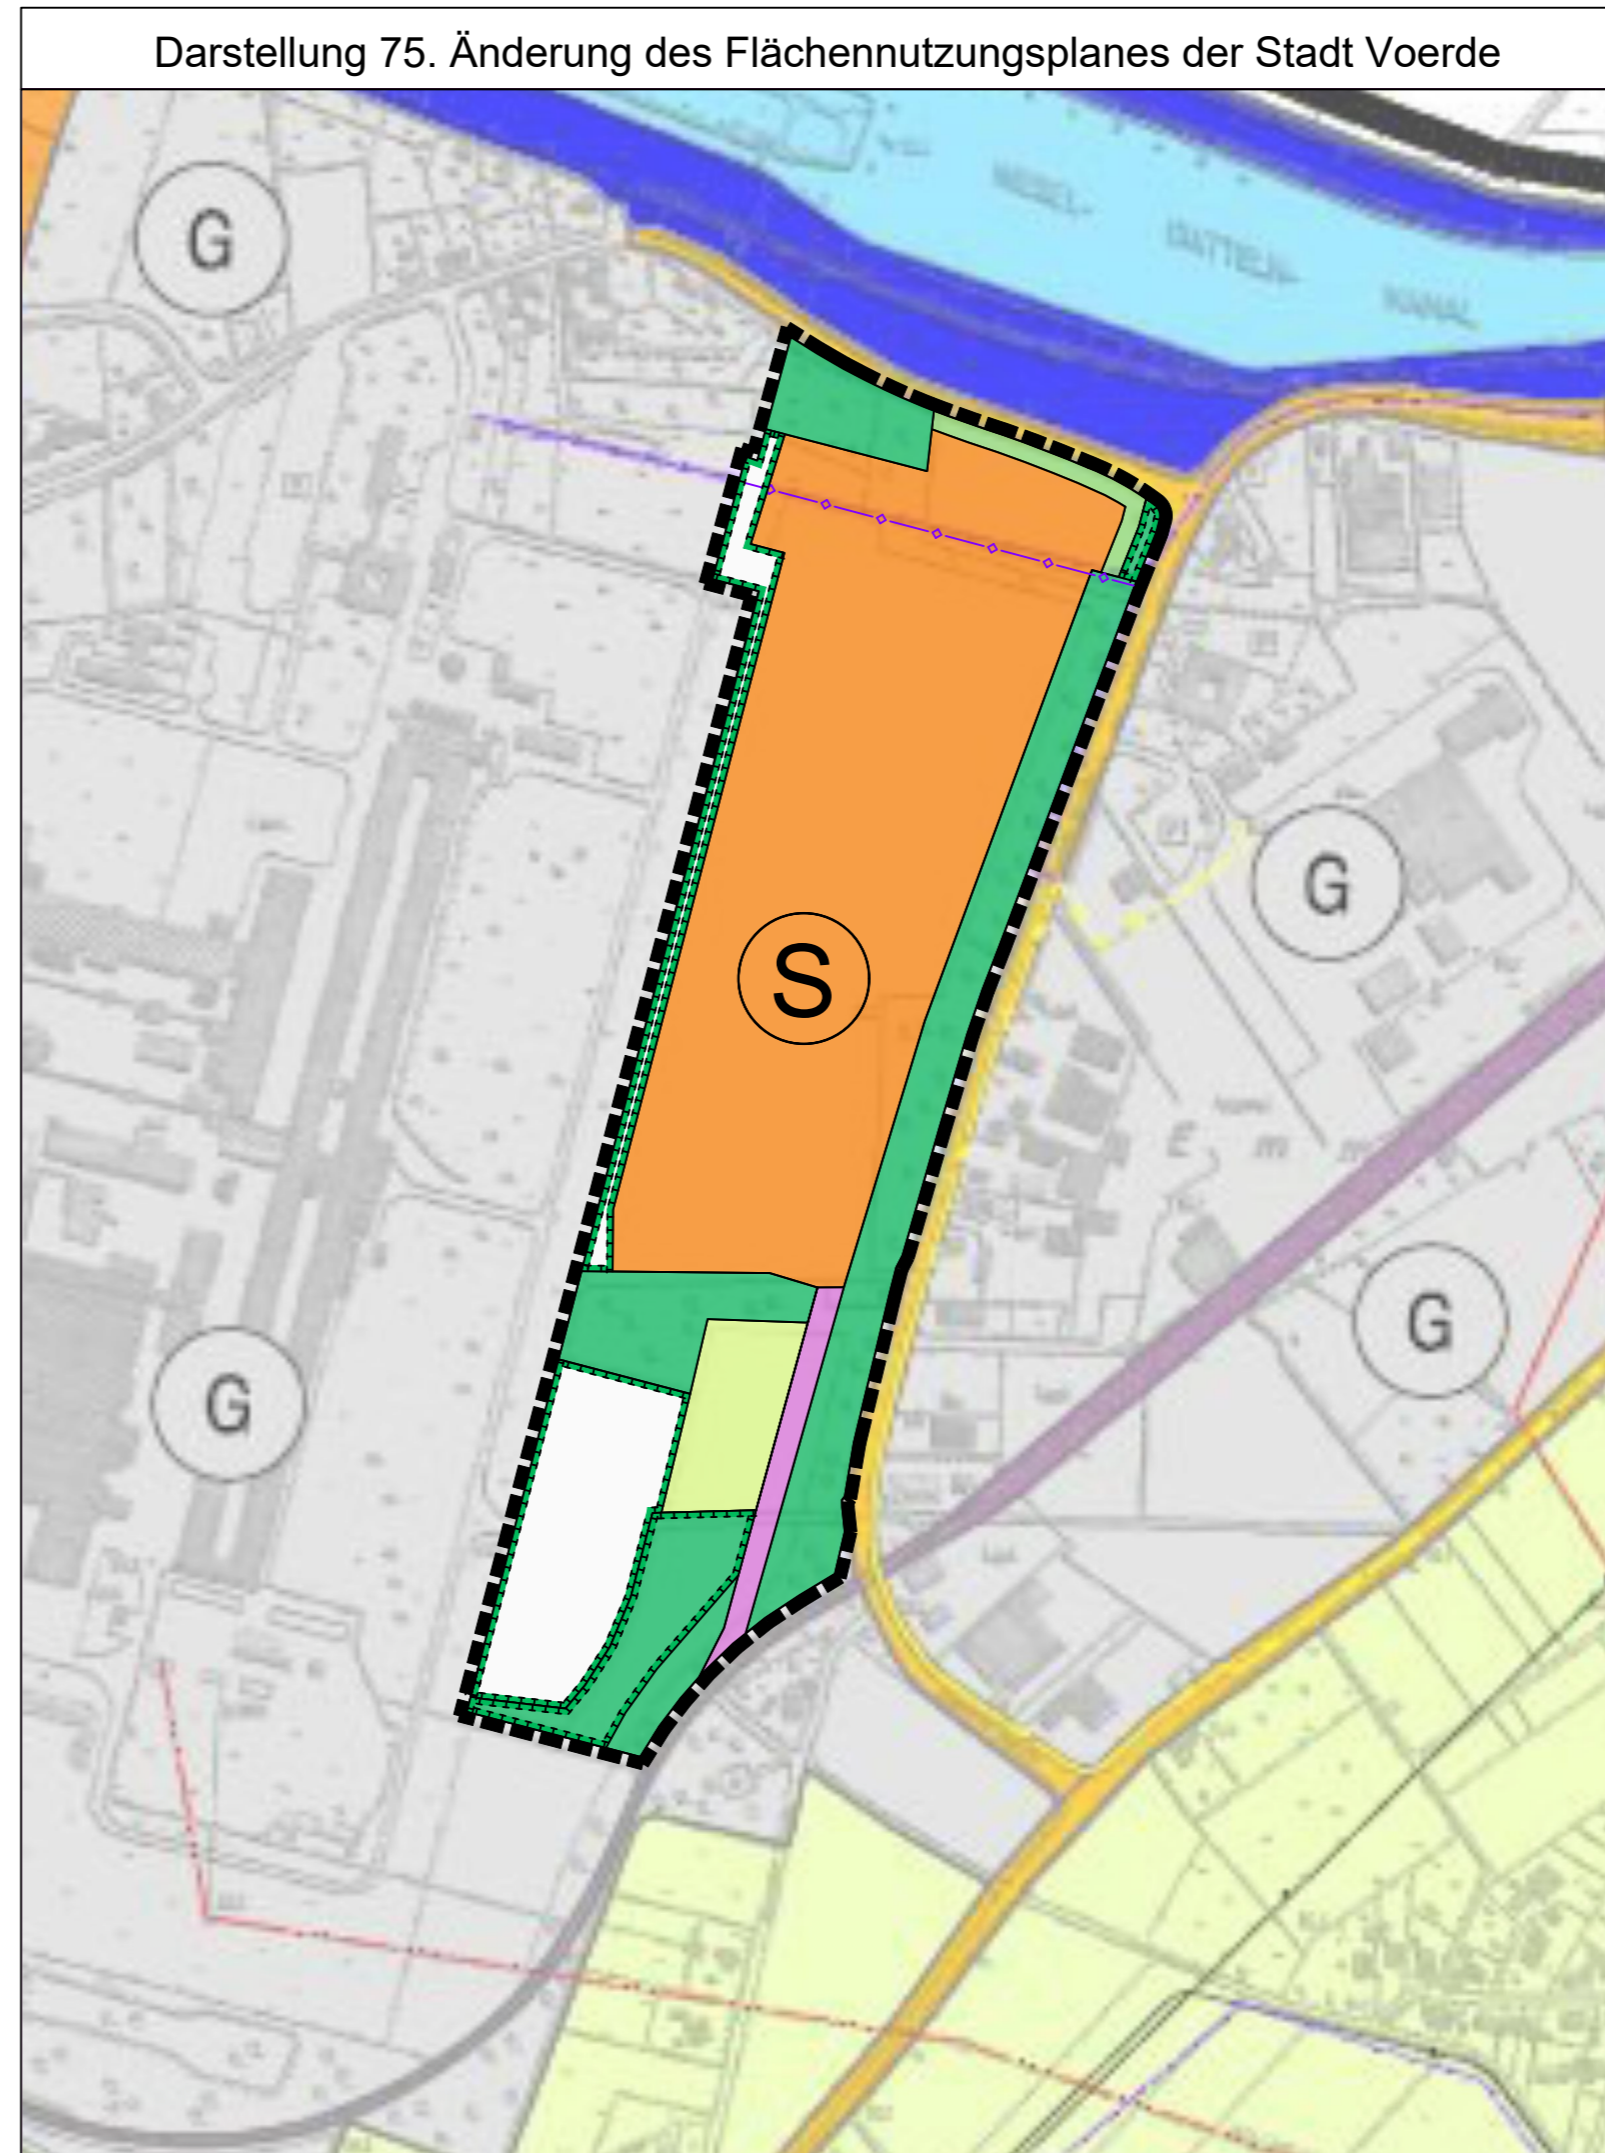 Darstellung 75. Änderung des Flächennutzungsplanes der Stadt Voerde
WESEL-
DATTELN-
KANAL
G
S
G
E m m
G
G